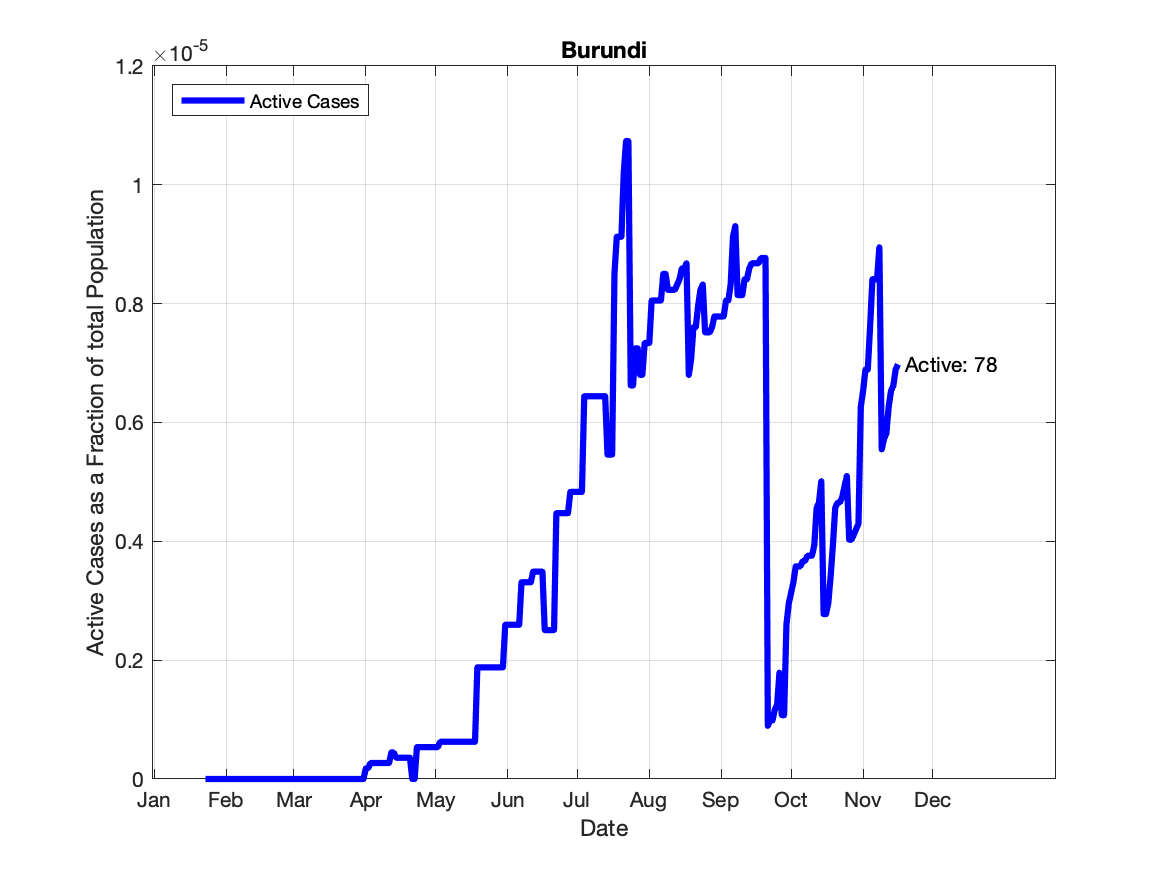 Burundi
×10-5
1.2
1
0.8
0.6
0.4
0.2
0
Active Cases as a Fraction of total Population
Active Cases
Active: 78
Jan Feb Mar Apr May Jun Jul Aug Sep Oct Nov Dec
Date